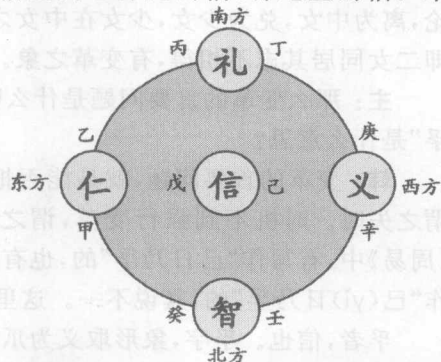 南方
丙 礼 丁
乙 庚
东方 仁 戊 信 己 义 西方
甲 辛
癸 智 壬
北方